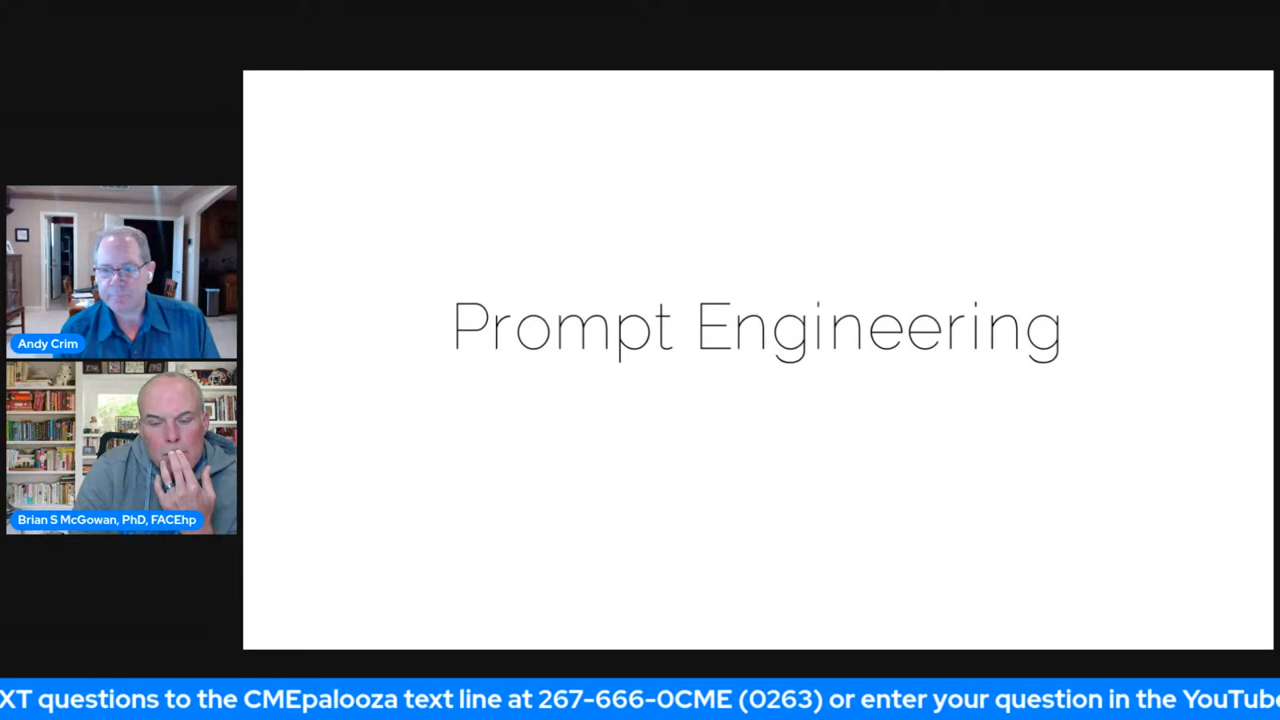 Prompt Engineering
Andy Crim
Brian S McGowan, PhD, FACEhp
XT questions to the CMEpalooza text line at 267-666-0CME (0263) or enter your question in the YouTube